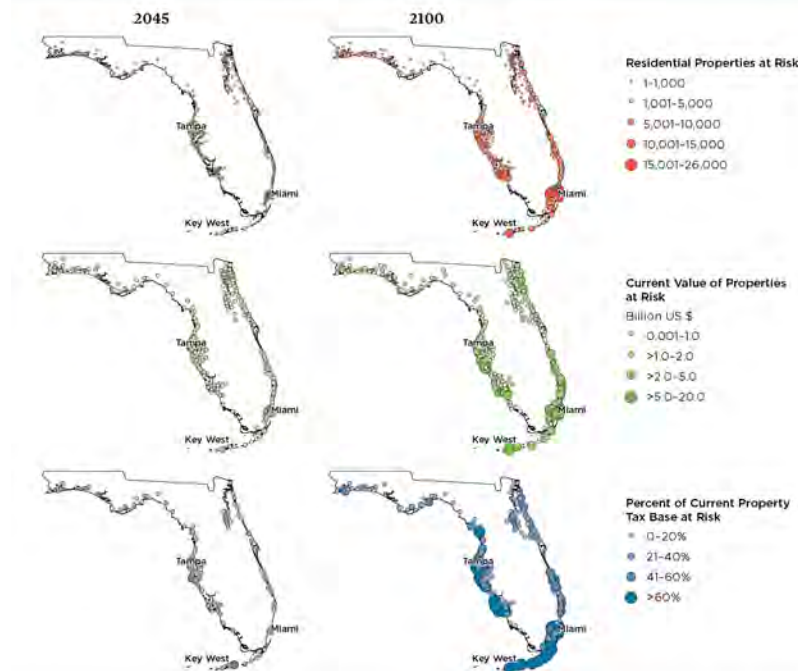 2045
2100
Tampa
Miami
Key West
Tampa
Miami
Key West
Residential Properties at Risk
1–1,000
1,001–5,000
5,001–10,000
10,001–15,000
15,001–26,000
Tampa
Miami
Key West
Tampa
Miami
Key West
Current Value of Properties
at Risk
Billion US $
0.001–1.0
>1.0–2.0
>2.0–5.0
>5.0–20.0
Tampa
Miami
Key West
Tampa
Miami
Key West
Percent of Current Property
Tax Base at Risk
0–20%
21–40%
41–60%
>60%